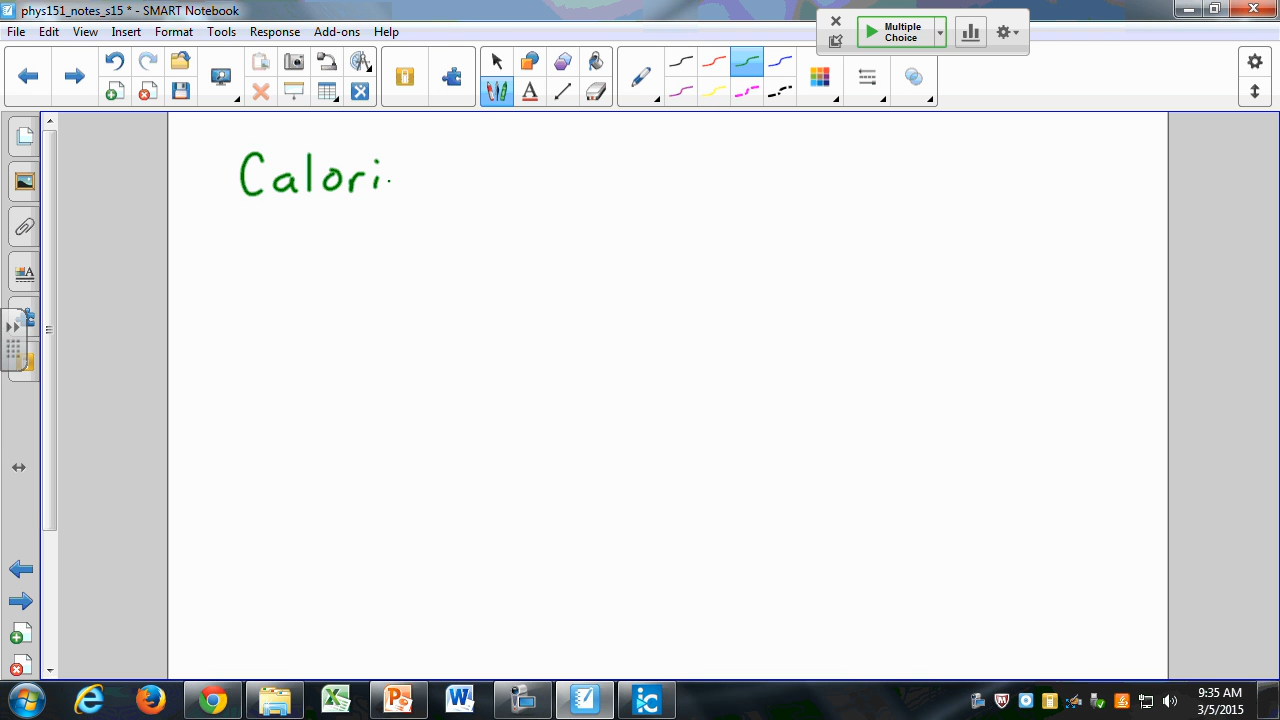 phys151_notes_s15 * - SMART Notebook
File Edit View Insert Format Tools Response Add-ons Help
Multiple
Choice
Calori
9:35 AM
3/5/2015